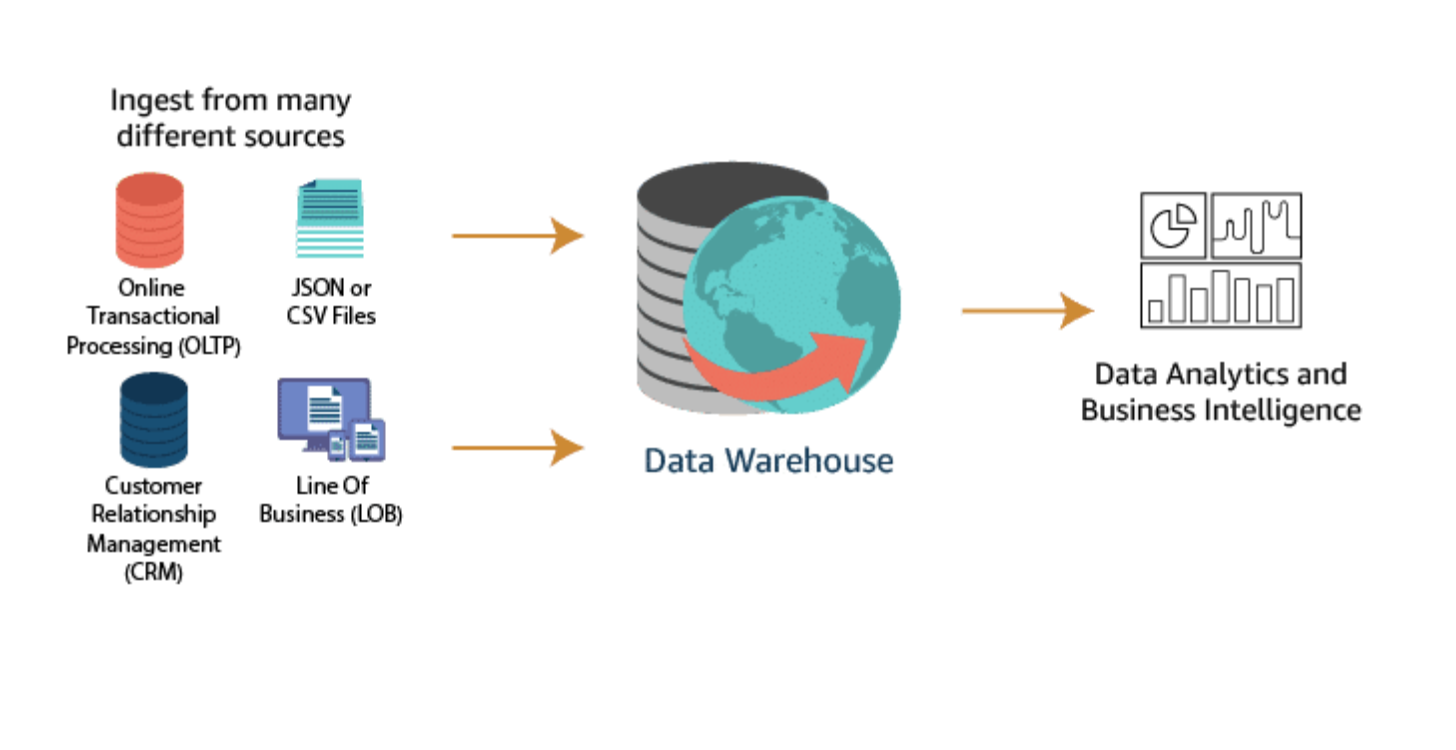 Ingest from many
different sources
Online
Transactional
Processing (OLTP)
JSON or
CSV Files
Customer
Relationship
Management
(CRM)
Line Of
Business (LOB)
Data Warehouse
Data Analytics and
Business Intelligence